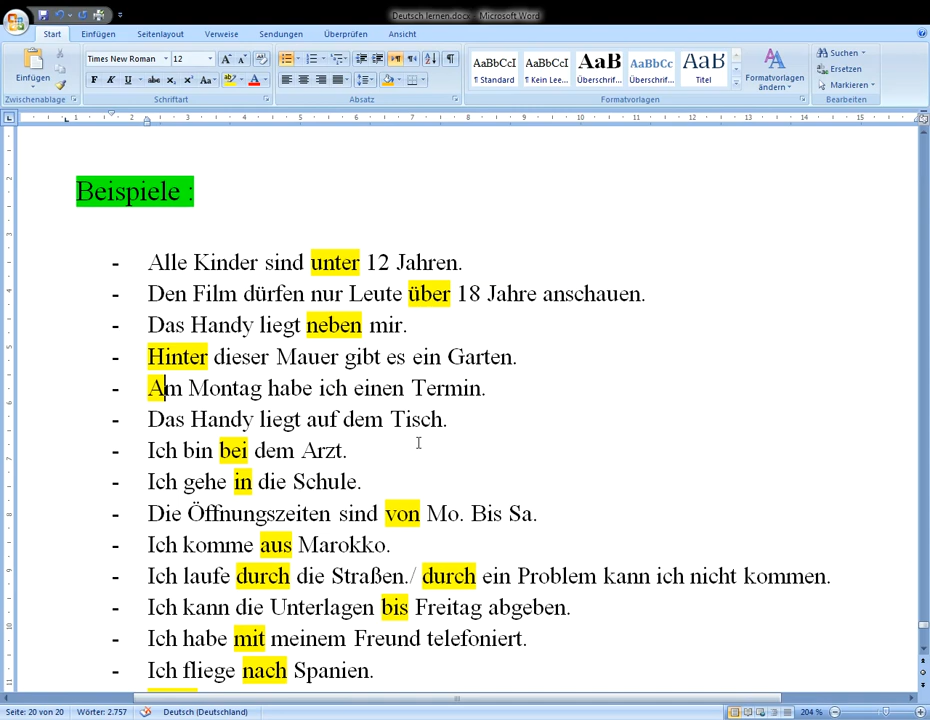 Deutsch lernen.docx - Microsoft Word
Start Einfügen Seitenlayout Verweise Sendungen Überprüfen Ansicht
Einfügen
Times New Roman 12
AaBbCcI AaBbCcI AaB AaBbCc AaB
¶ Standard ¶ Kein Lee... Überschrif... Überschrif... Titel
Formatvorlagen ändern
Suchen
Ersetzen
Markieren
Zwischenablage Schriftart Absatz Formatvorlagen Bearbeiten
Beispiele :
- Alle Kinder sind unter 12 Jahren.
- Den Film dürfen nur Leute über 18 Jahre anschauen.
- Das Handy liegt neben mir.
- Hinter dieser Mauer gibt es ein Garten.
- Am Montag habe ich einen Termin.
- Das Handy liegt auf dem Tisch.
- Ich bin bei dem Arzt.
- Ich gehe in die Schule.
- Die Öffnungszeiten sind von Mo. Bis Sa.
- Ich komme aus Marokko.
- Ich laufe durch die Straßen./ durch ein Problem kann ich nicht kommen.
- Ich kann die Unterlagen bis Freitag abgeben.
- Ich habe mit meinem Freund telefoniert.
- Ich fliege nach Spanien.
Seite: 20 von 20 Wörter: 2.757 Deutsch (Deutschland) 204 %